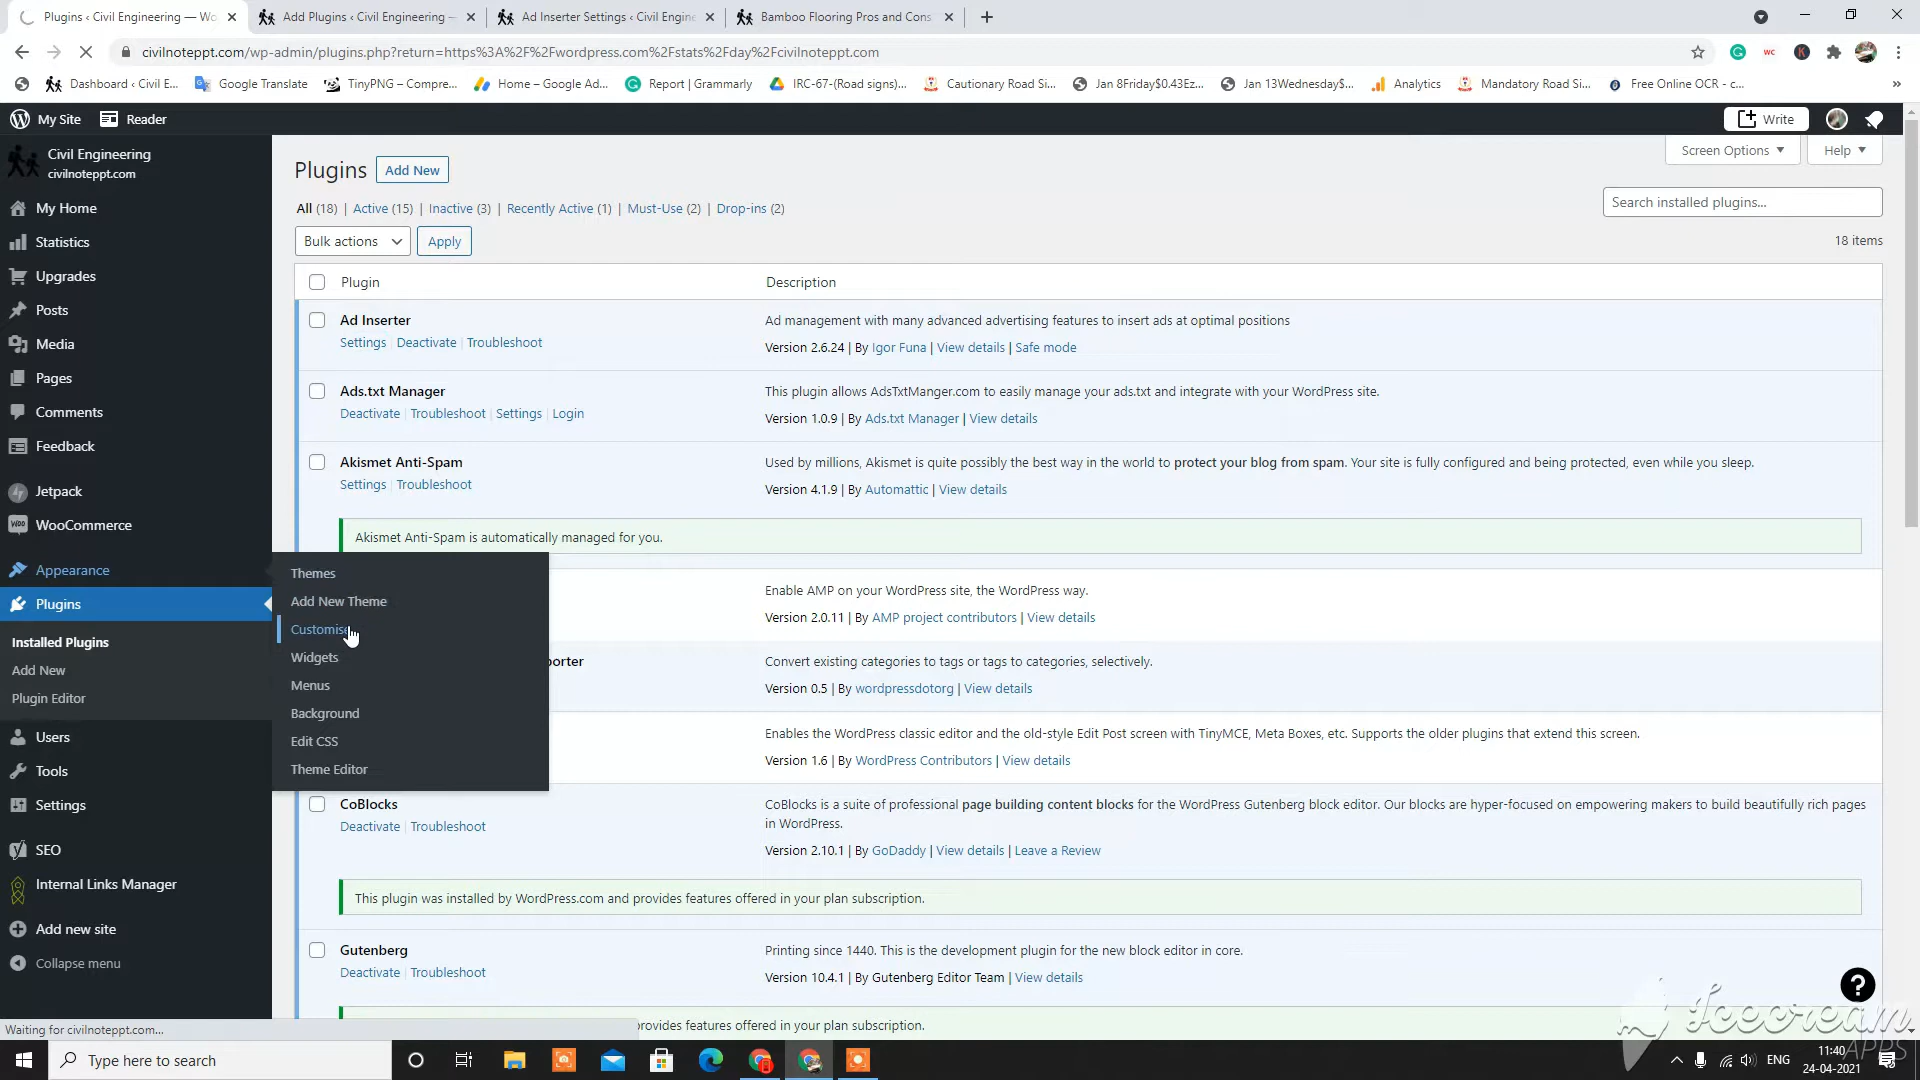 Plugins ‹ Civil Engineering — Wo
Add Plugins ‹ Civil Engineering —
Ad Inserter Settings ‹ Civil Engine
Bamboo Flooring Pros and Cons
civilnoteppt.com/wp-admin/plugins.php?return=https%3A%2F%2Fwordpress.com%2Fstats%2Fday%2Fcivilnoteppt.com
Dashboard ‹ Civil E...
Google Translate
TinyPNG – Compre...
Home – Google Ad...
Report | Grammarly
IRC-67-(Road signs)...
Cautionary Road Si...
Jan 8Friday$0.43Ez...
Jan 13Wednesday$...
Analytics
Mandatory Road Si...
Free Online OCR - c...
»
My Site
Reader
Write
Civil Engineering
civilnoteppt.com
Plugins
Add New
Screen Options
Help
My Home
Statistics
Upgrades
Posts
Media
Pages
Comments
Feedback
Jetpack
WooCommerce
Appearance
Plugins
Installed Plugins
Add New
Plugin Editor
Users
Tools
Settings
SEO
Internal Links Manager
Add new site
Collapse menu
Themes
Add New Theme
Customise
Widgets
Menus
Background
Edit CSS
Theme Editor
All (18) | Active (15) | Inactive (3) | Recently Active (1) | Must-Use (2) | Drop-ins (2)
Search installed plugins...
Bulk actions
Apply
18 items
Plugin
Description
Ad Inserter
Settings | Deactivate | Troubleshoot
Ad management with many advanced advertising features to insert ads at optimal positions
Version 2.6.24 | By Igor Funa | View details | Safe mode
Ads.txt Manager
Deactivate | Troubleshoot | Settings | Login
This plugin allows AdsTxtManger.com to easily manage your ads.txt and integrate with your WordPress site.
Version 1.0.9 | By Ads.txt Manager | View details
Akismet Anti-Spam
Settings | Troubleshoot
Used by millions, Akismet is quite possibly the best way in the world to protect your blog from spam. Your site is fully configured and being protected, even while you sleep.
Version 4.1.9 | By Automattic | View details
Akismet Anti-Spam is automatically managed for you.
Enable AMP on your WordPress site, the WordPress way.
Version 2.0.11 | By AMP project contributors | View details
orter
Convert existing categories to tags or tags to categories, selectively.
Version 0.5 | By wordpressdotorg | View details
Enables the WordPress classic editor and the old-style Edit Post screen with TinyMCE, Meta Boxes, etc. Supports the older plugins that extend this screen.
Version 1.6 | By WordPress Contributors | View details
CoBlocks
Deactivate | Troubleshoot
CoBlocks is a suite of professional page building content blocks for the WordPress Gutenberg block editor. Our blocks are hyper-focused on empowering makers to build beautifully rich pages
in WordPress.
Version 2.10.1 | By GoDaddy | View details | Leave a Review
This plugin was installed by WordPress.com and provides features offered in your plan subscription.
Gutenberg
Deactivate | Troubleshoot
Printing since 1440. This is the development plugin for the new block editor in core.
Version 10.4.1 | By Gutenberg Editor Team | View details
rovides features offered in your plan subscription.
Waiting for civilnoteppt.com...
Icecream
APPS
Type here to search
ENG
11:40
24-04-2021